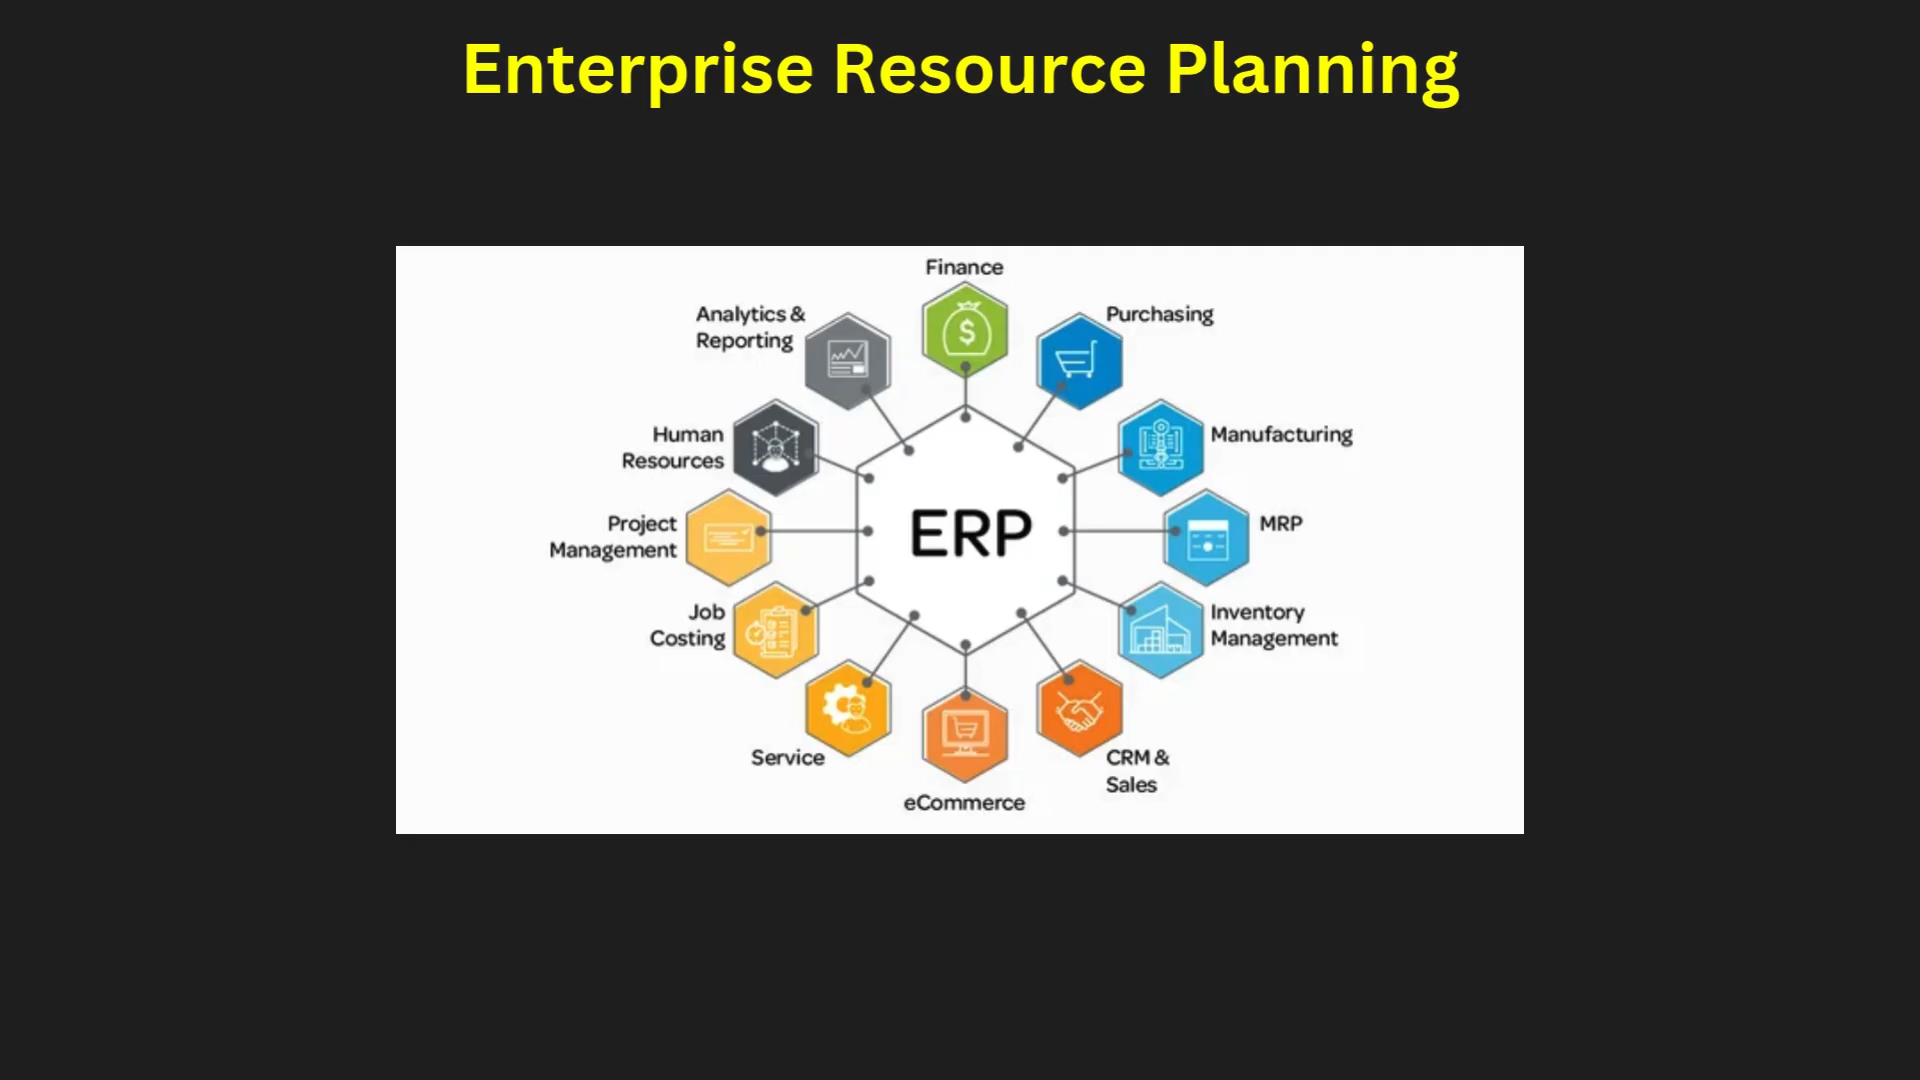 Enterprise Resource Planning
Finance
Analytics &
Reporting
Purchasing
Human
Resources
Manufacturing
Project
Management
ERP
MRP
Job
Costing
Inventory
Management
Service
CRM &
Sales
eCommerce
$